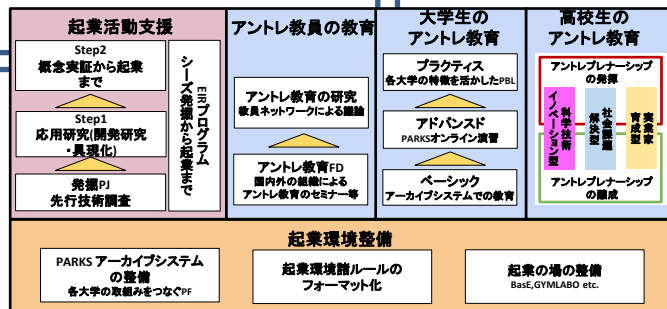 起業活動支援
Step2
概念実証から起業
まで
Step1
応用研究(開発研究
・具現化)
発掘PJ
先行技術調査
EIRプログラム
シーズ発掘から起業まで
アントレ教員の教育
アントレ教育の研究
教員ネットワークによる議論
アントレ教育FD
国内外の組織による
アントレ教育のセミナー等
大学生の
アントレ教育
プラクティス
各大学の特徴を活かしたPBL
アドバンスド
PARKSオンライン演習
ベーシック
アーカイブシステムでの教育
高校生の
アントレ教育
アントレプレナーシップ
の発揮
科学技術
イノベーション型
社会課題
解決型
実業家
育成型
アントレプレナーシップ
の醸成
起業環境整備
PARKS アーカイブシステム
の整備
各大学の取組みをつなぐPF
起業環境諸ルールの
フォーマット化
起業の場の整備
BasE,GYMLABO etc.